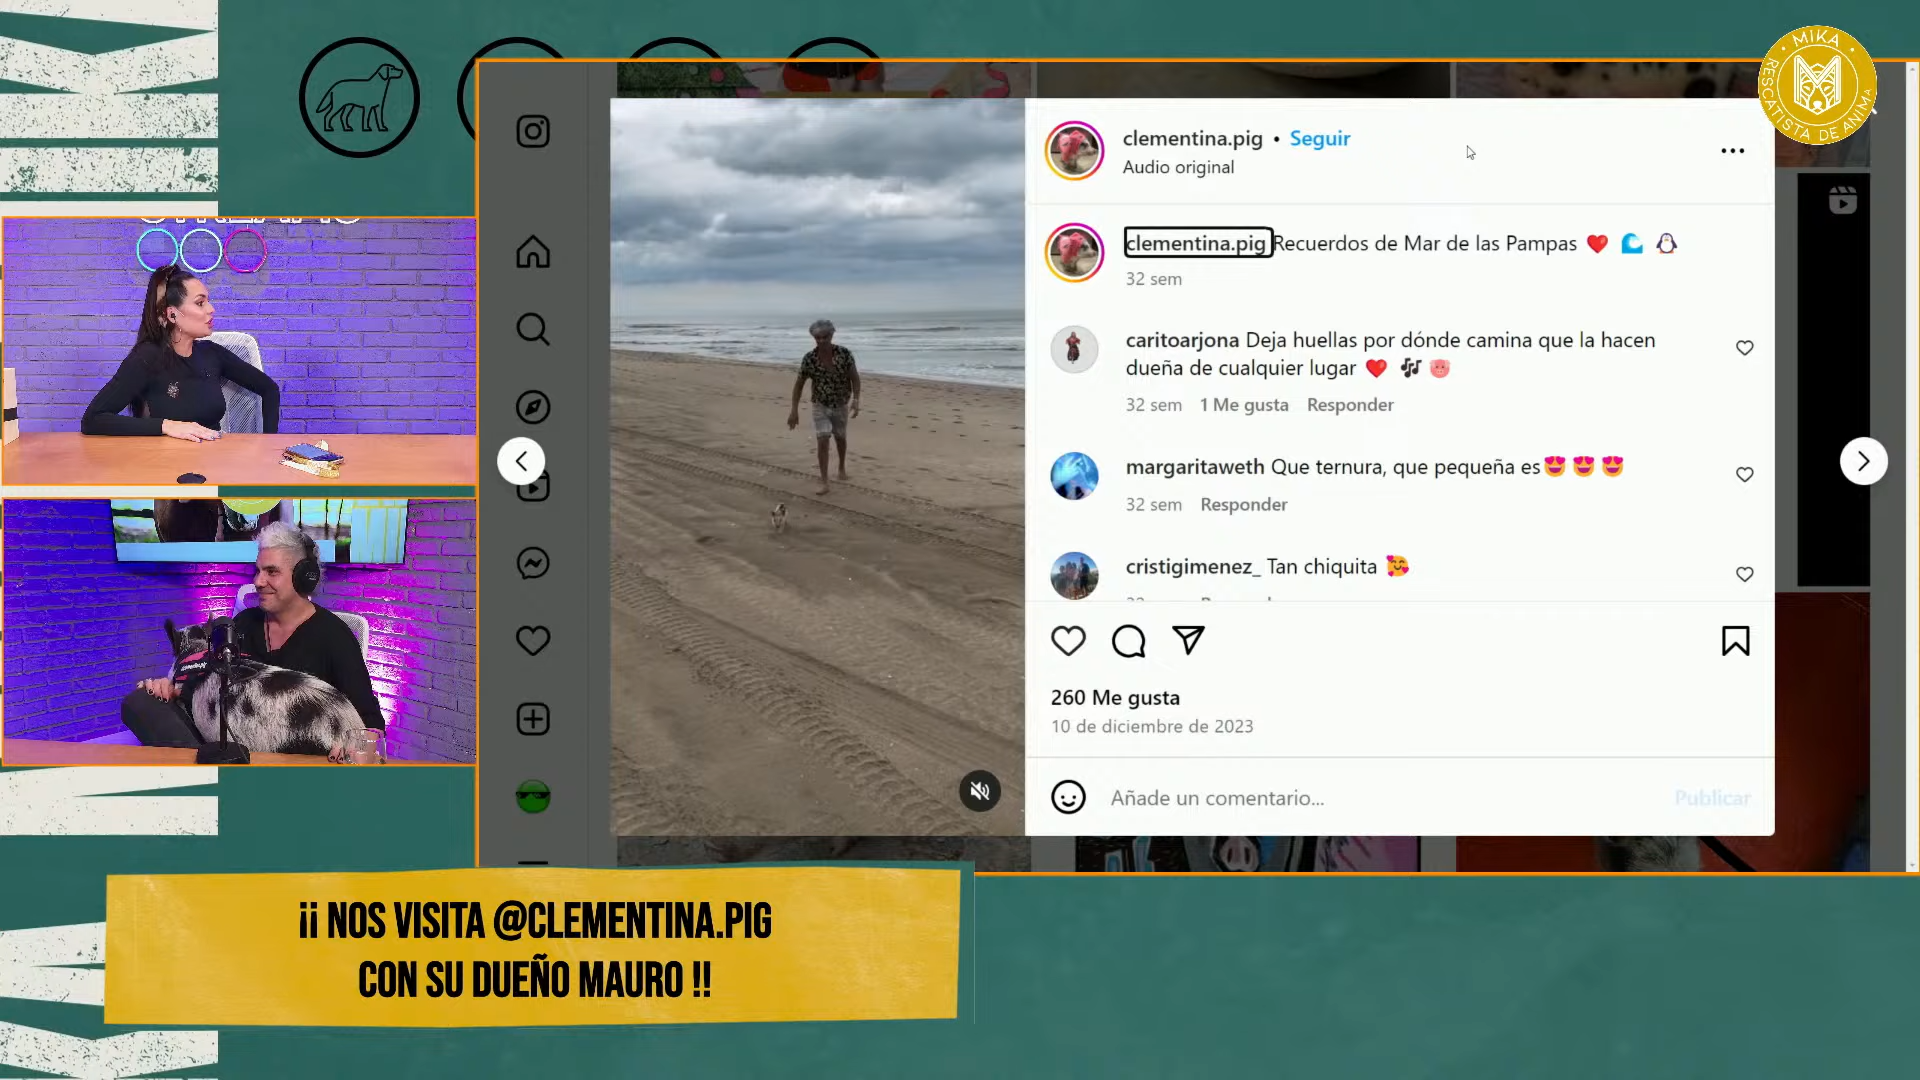 MIKA
RESCATISTA DE ANIMA
clementina.pig • Seguir
Audio original
clementina.pig Recuerdos de Mar de las Pampas ❤️ 🌊 🐧
32 sem
caritoarjona Deja huellas por dónde camina que la hacen
dueña de cualquier lugar ❤️ 🎶 🐷
32 sem 1 Me gusta Responder
margaritaweth Que ternura, que pequeña es😍 😍 😍
32 sem Responder
cristigimenez_ Tan chiquita 🥰
260 Me gusta
10 de diciembre de 2023
Añade un comentario... Publicar
¡¡ NOS VISITA @CLEMENTINA.PIG
CON SU DUEÑO MAURO !!